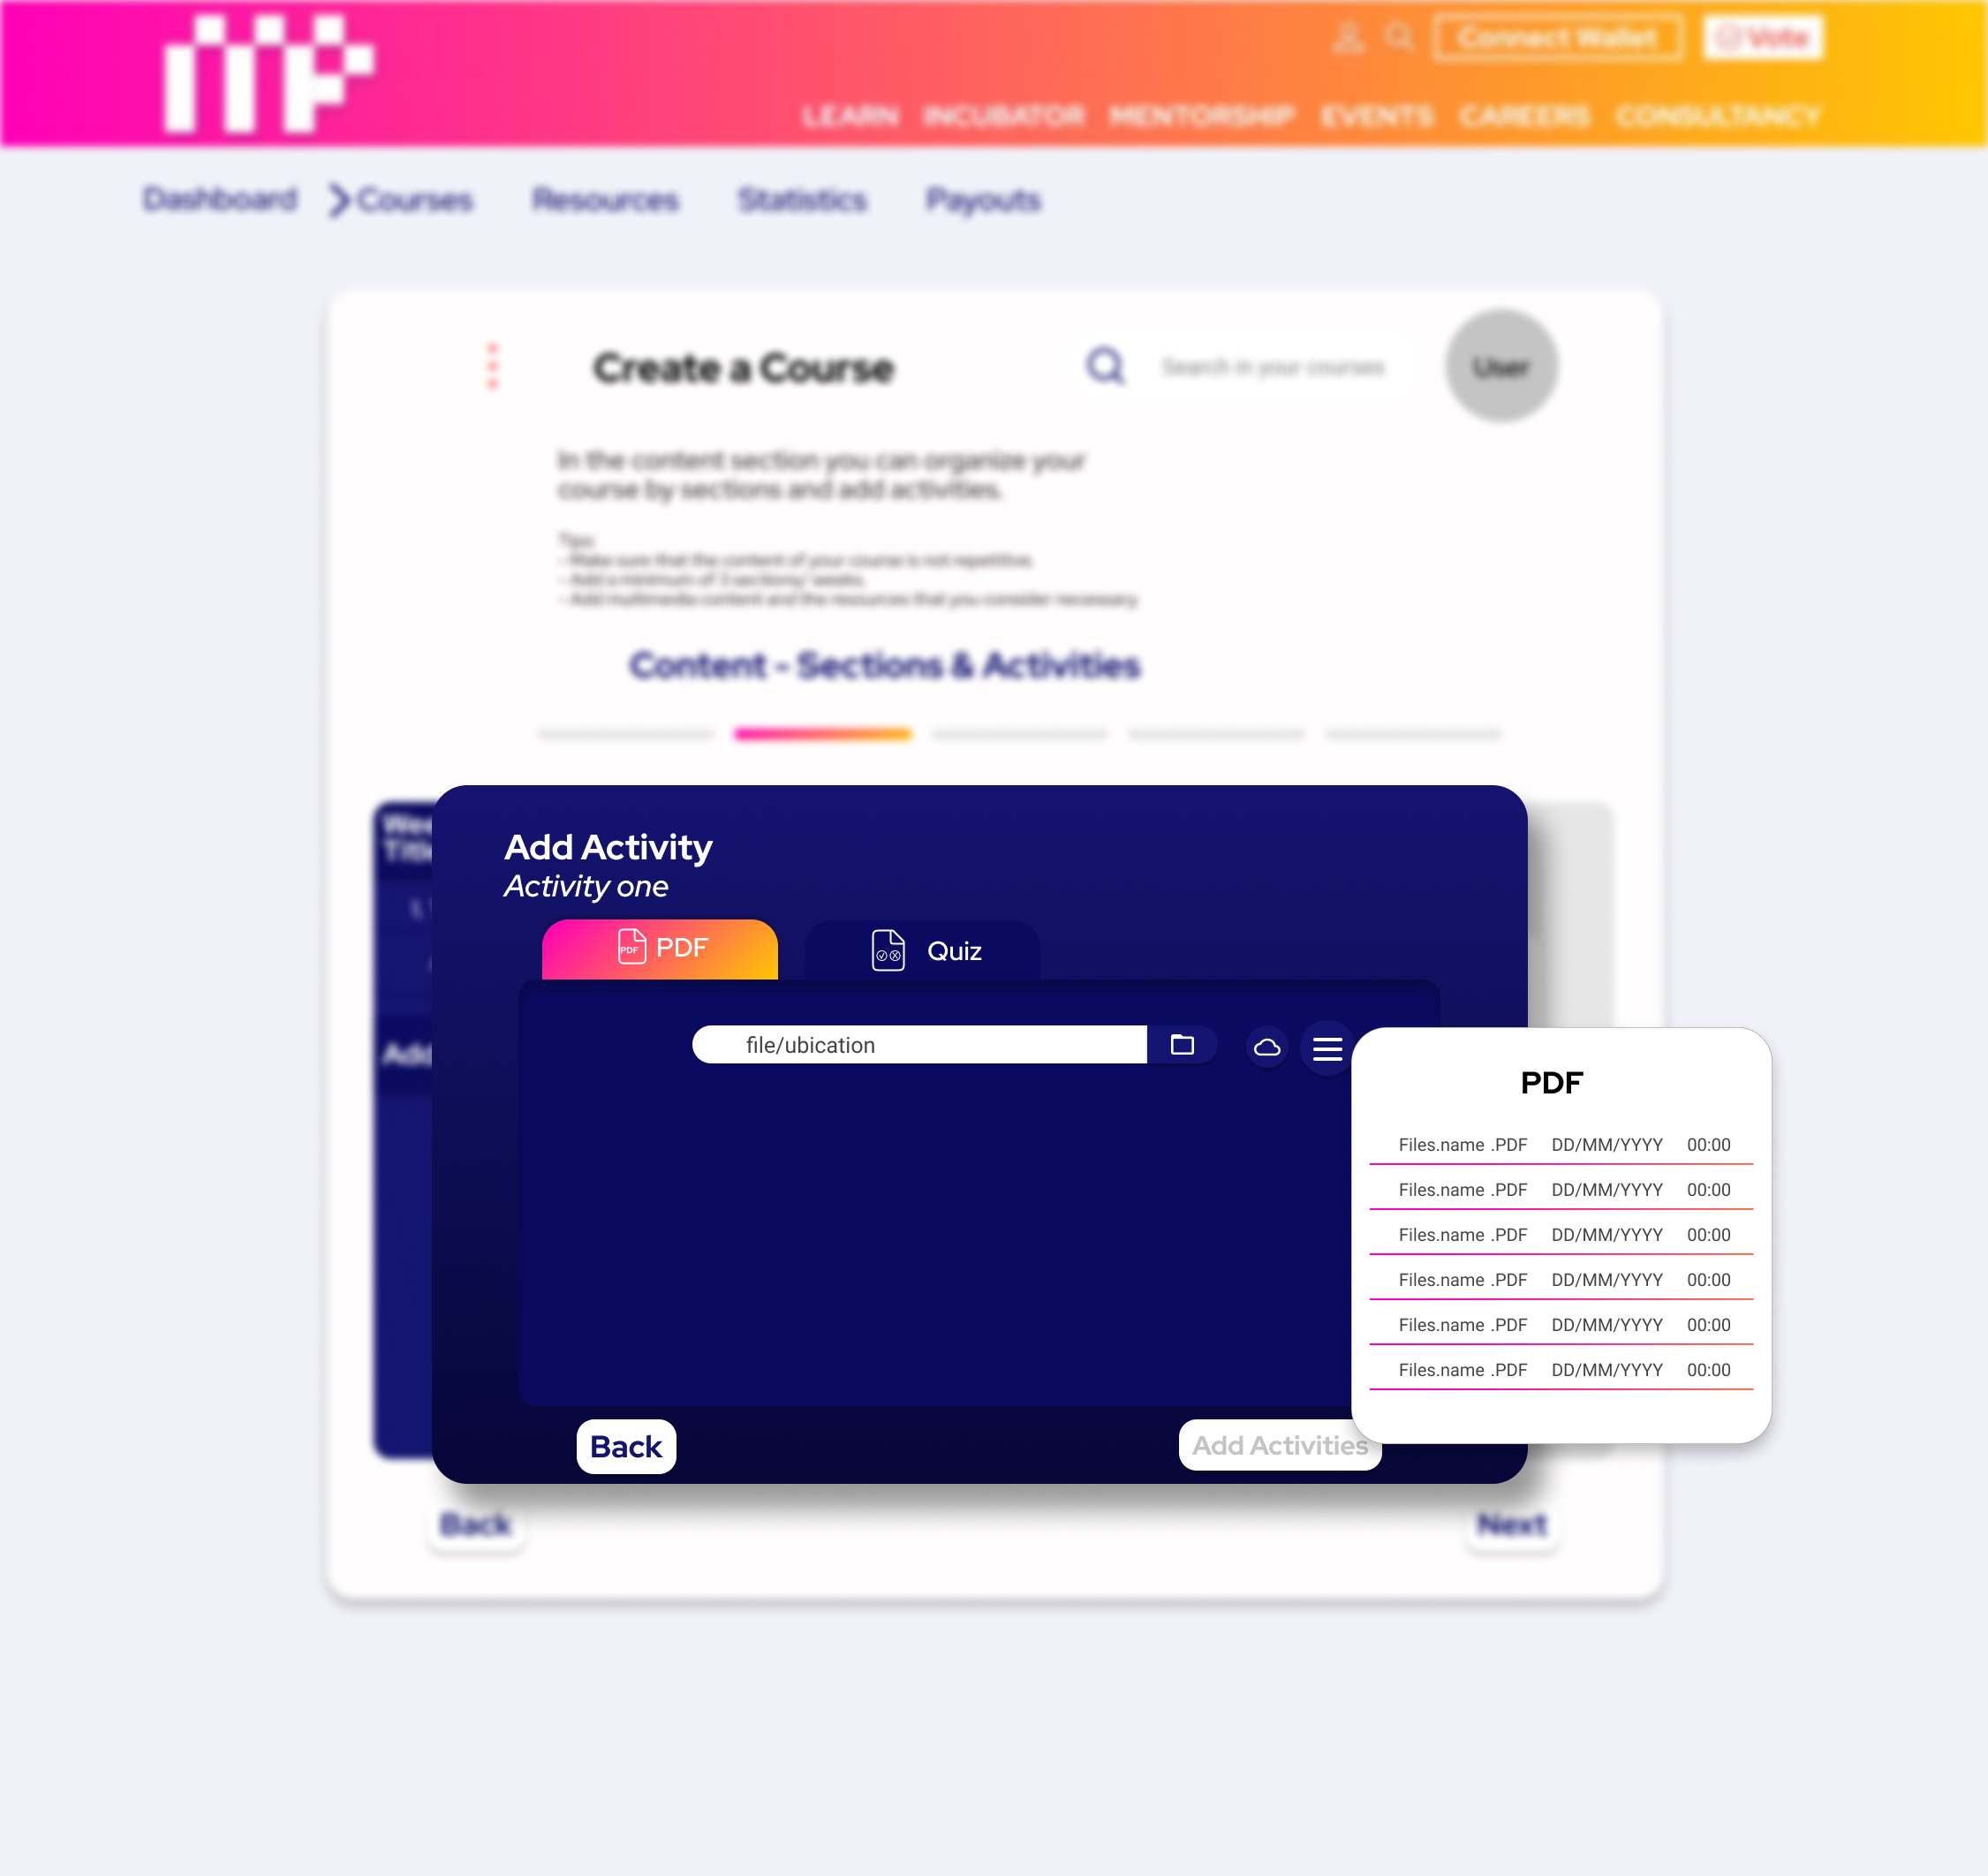 Connect Wallet
Vote
LEARN INCUBATOR MENTORSHIP EVENTS CAREERS CONSULTANCY
Dashboard Courses Resources Statistics Payouts
Create a Course
Search in your courses
User
In the content section you can organize your
course by sections and add activities.
Tips:
- Make sure that the content of your course is not repetitive.
- Add a minimum of 3 weeks.
- Add multimedia content and the resources that you consider necessary.
Content - Sections & Activities
Add Activity
Activity one
PDF PDF
Quiz
file/ubication
PDF
Files.name .PDF DD/MM/YYYY 00:00
Files.name .PDF DD/MM/YYYY 00:00
Files.name .PDF DD/MM/YYYY 00:00
Files.name .PDF DD/MM/YYYY 00:00
Files.name .PDF DD/MM/YYYY 00:00
Files.name .PDF DD/MM/YYYY 00:00
Back
Add Activities
Back
Next